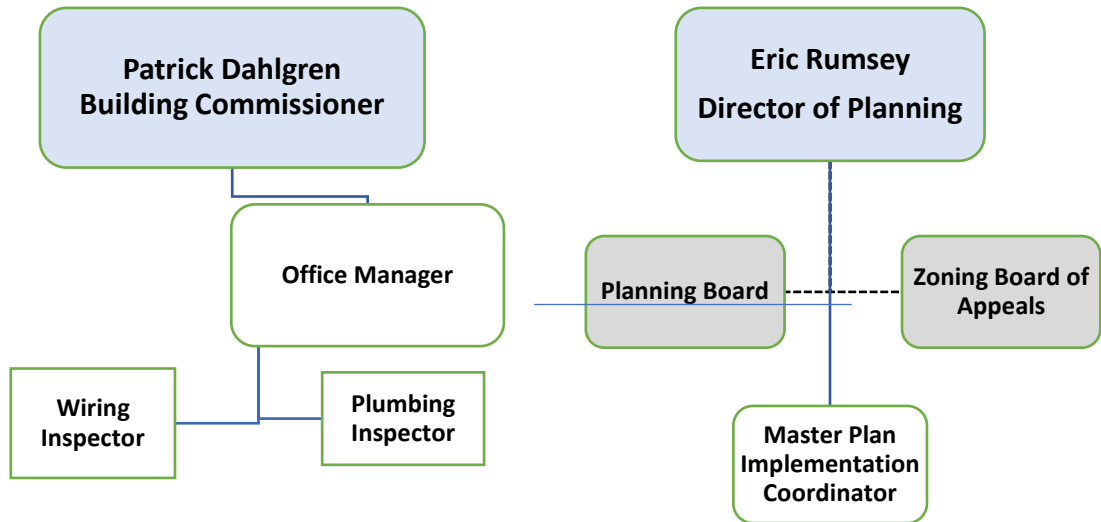 Patrick Dahlgren
Building Commissioner
Eric Rumsey
Director of Planning
Office Manager
Planning Board
Zoning Board of
Appeals
Wiring
Inspector
Plumbing
Inspector
Master Plan
Implementation
Coordinator